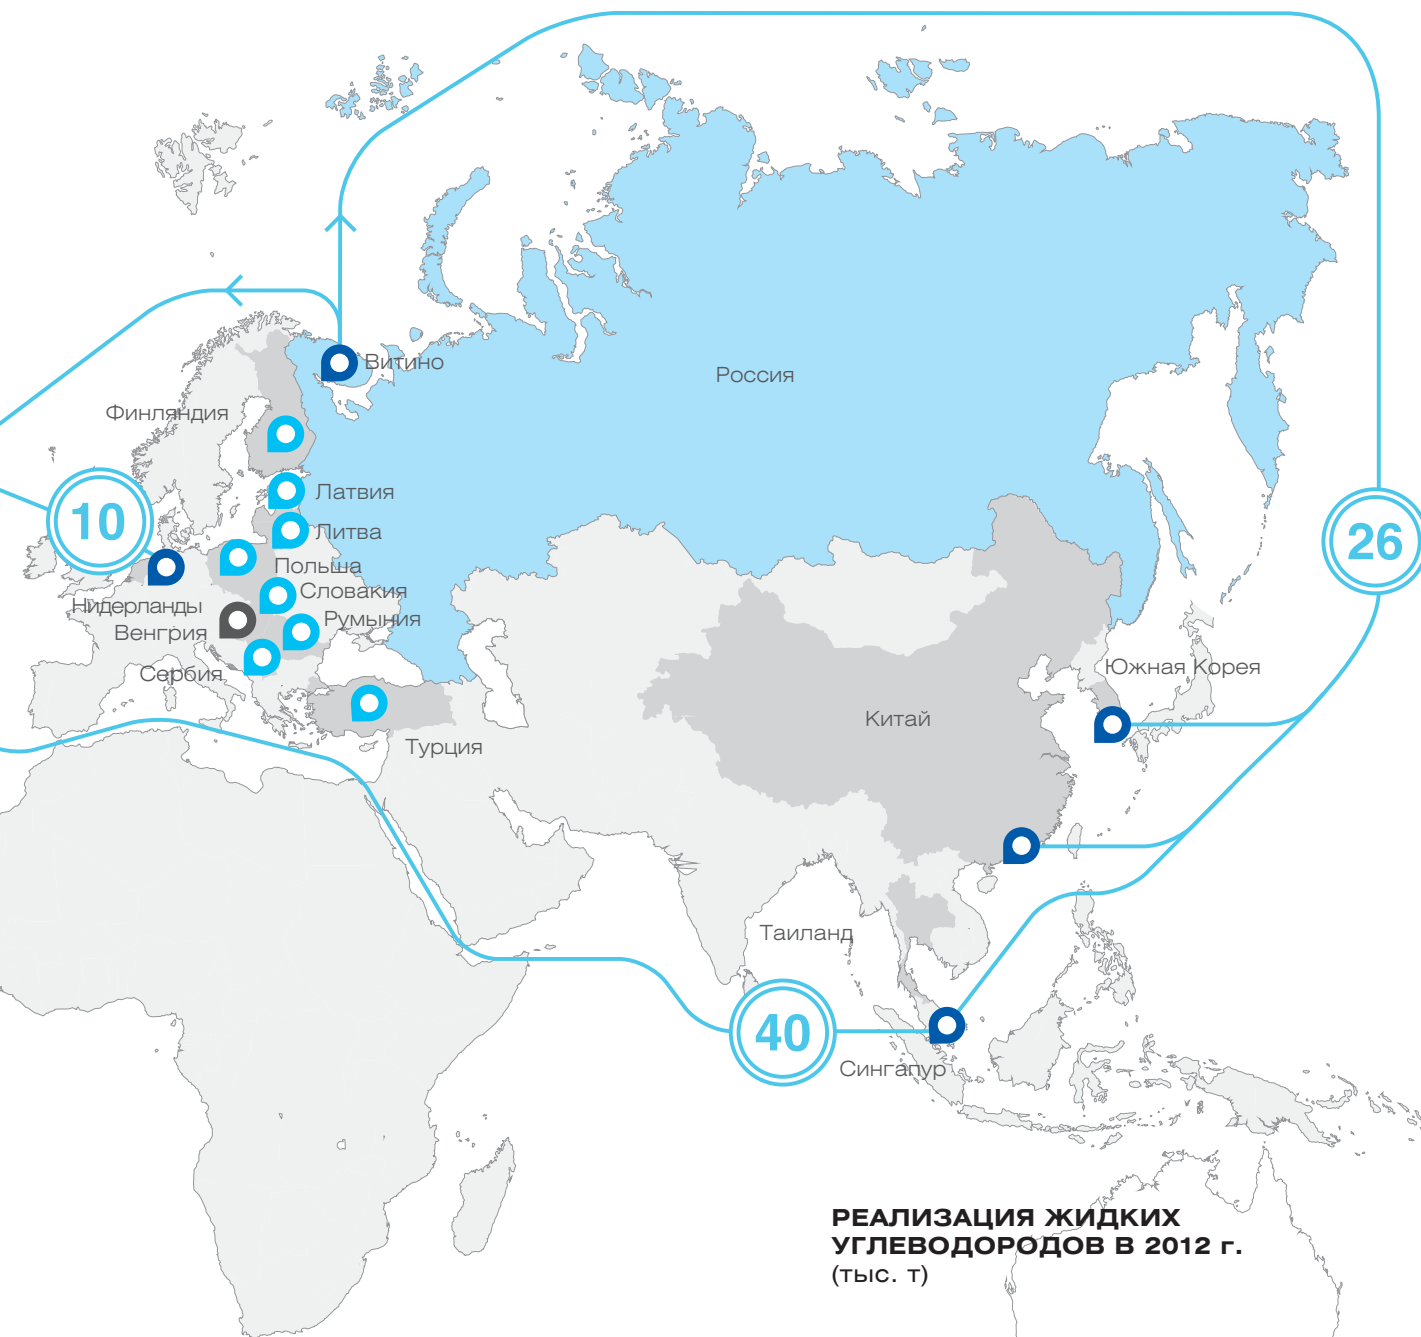 Витино
Россия
Финляндия
Латвия
10
Литва
26
Польша
Словакия
Нидерланды
Румыния
Венгрия
Южная Корея
Сербия
Китай
Турция
Таиланд
40
Сингапур
РЕАЛИЗАЦИЯ ЖИДКИХ
УГЛЕВОДОРОДОВ В 2012 г.
(тыс. т)